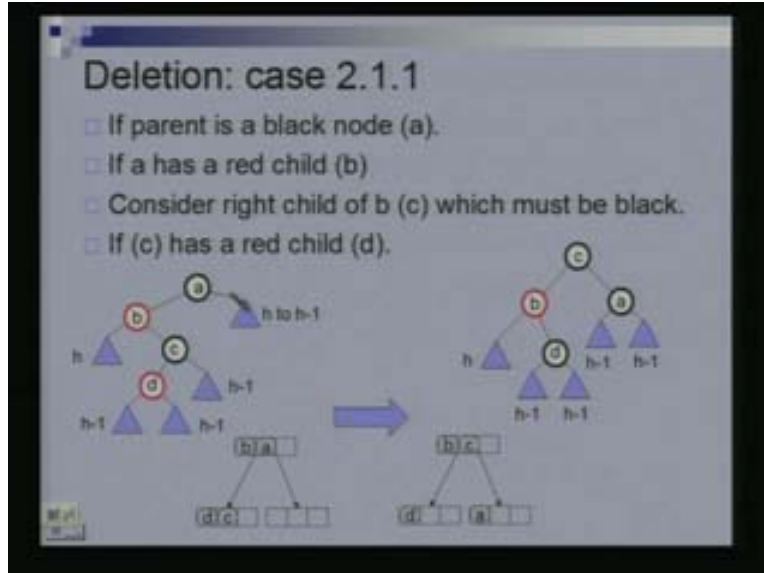 Deletion: case 2.1.1
If parent is a black node (a).
If a has a red child (b)
Consider right child of b (c) which must be black.
If (c) has a red child (d).
a
b
h to h-1
h
c
d
h-1
h-1
h-1
c
b
a
h
d
h-1
h-1
h-1
h-1
b a
d c
b c
d
a